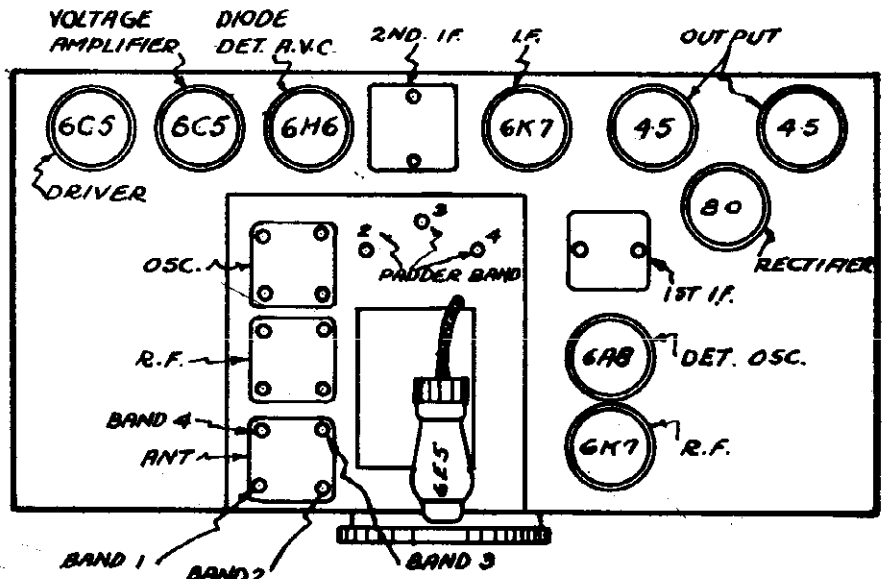 VOLTAGE AMPLIFIER
DIODE DET. A.V.C.
2ND. I.F.
I.F.
OUTPUT
6C5
6C5
6H6
6K7
45
45
DRIVER
80
RECTIFIER
2
3
4
PADDER BAND
OSC.
1ST I.F.
R.F.
6A8
DET. OSC.
BAND 4
ANT
6E5
6K7
R.F.
BAND 1
BAND 2
BAND 3